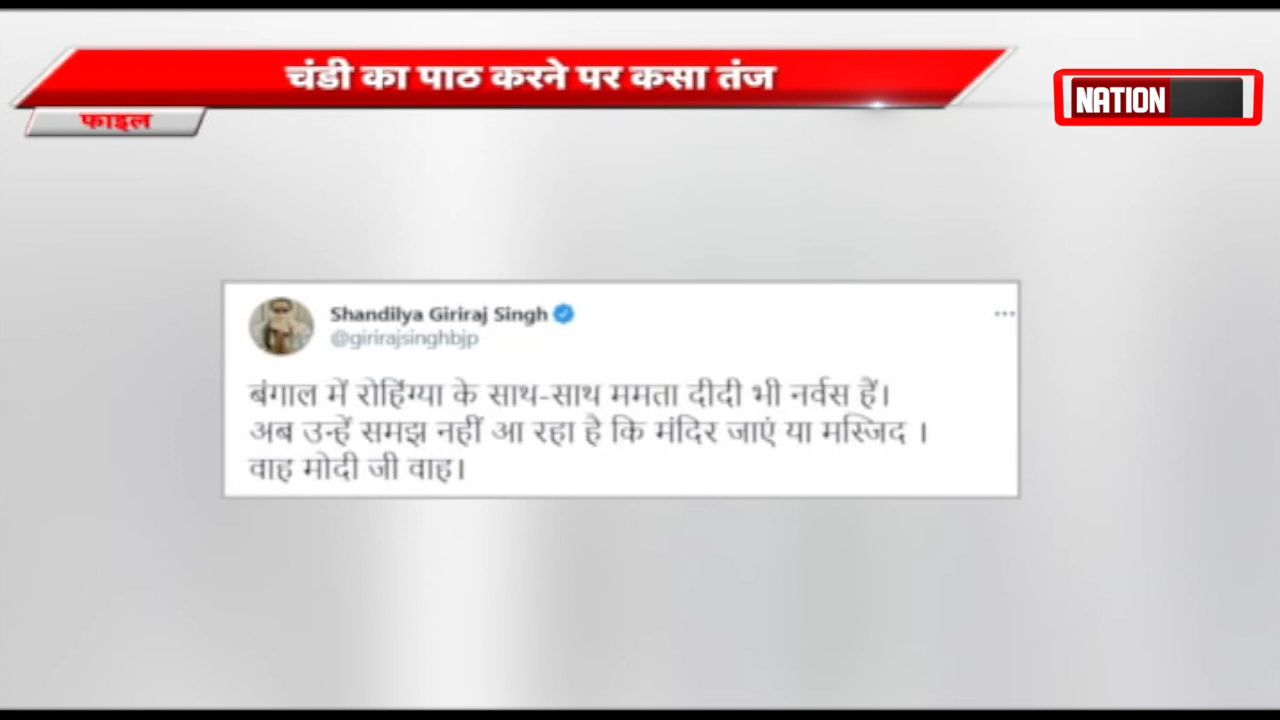 चंडी का पाठ करने पर कसा तंज
फाइल
NATION
Shandilya Giriraj Singh
@girirajsinghbjp
बंगाल में रोहिंग्या के साथ-साथ ममता दीदी भी नर्वस हैं।
अब उन्हें समझ नहीं आ रहा है कि मंदिर जाएं या मस्जिद ।
वाह मोदी जी वाह।